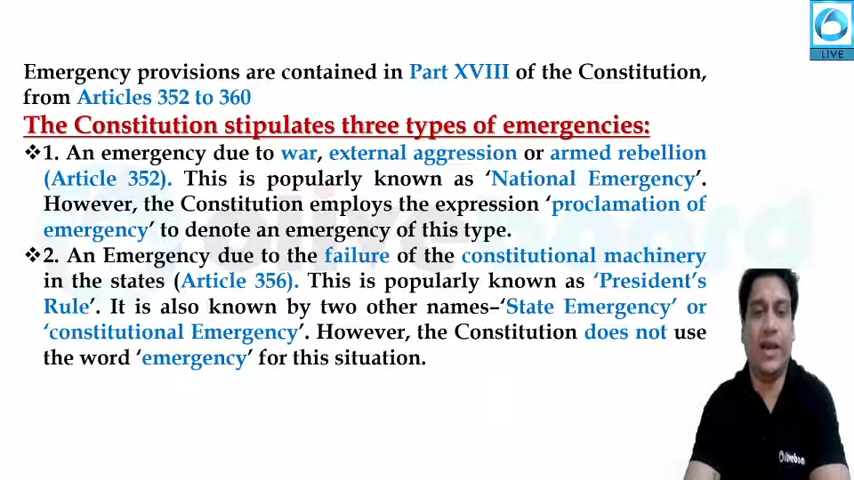 LIVE
Emergency provisions are contained in Part XVIII of the Constitution,
from Articles 352 to 360
The Constitution stipulates three types of emergencies:
❖1. An emergency due to war, external aggression or armed rebellion
(Article 352). This is popularly known as ‘National Emergency’.
However, the Constitution employs the expression ‘proclamation of
emergency’ to denote an emergency of this type.
❖2. An Emergency due to the failure of the constitutional machinery
in the states (Article 356). This is popularly known as ‘President’s
Rule’. It is also known by two other names–‘State Emergency’ or
‘constitutional Emergency’. However, the Constitution does not use
the word ‘emergency’ for this situation.
oliveboard